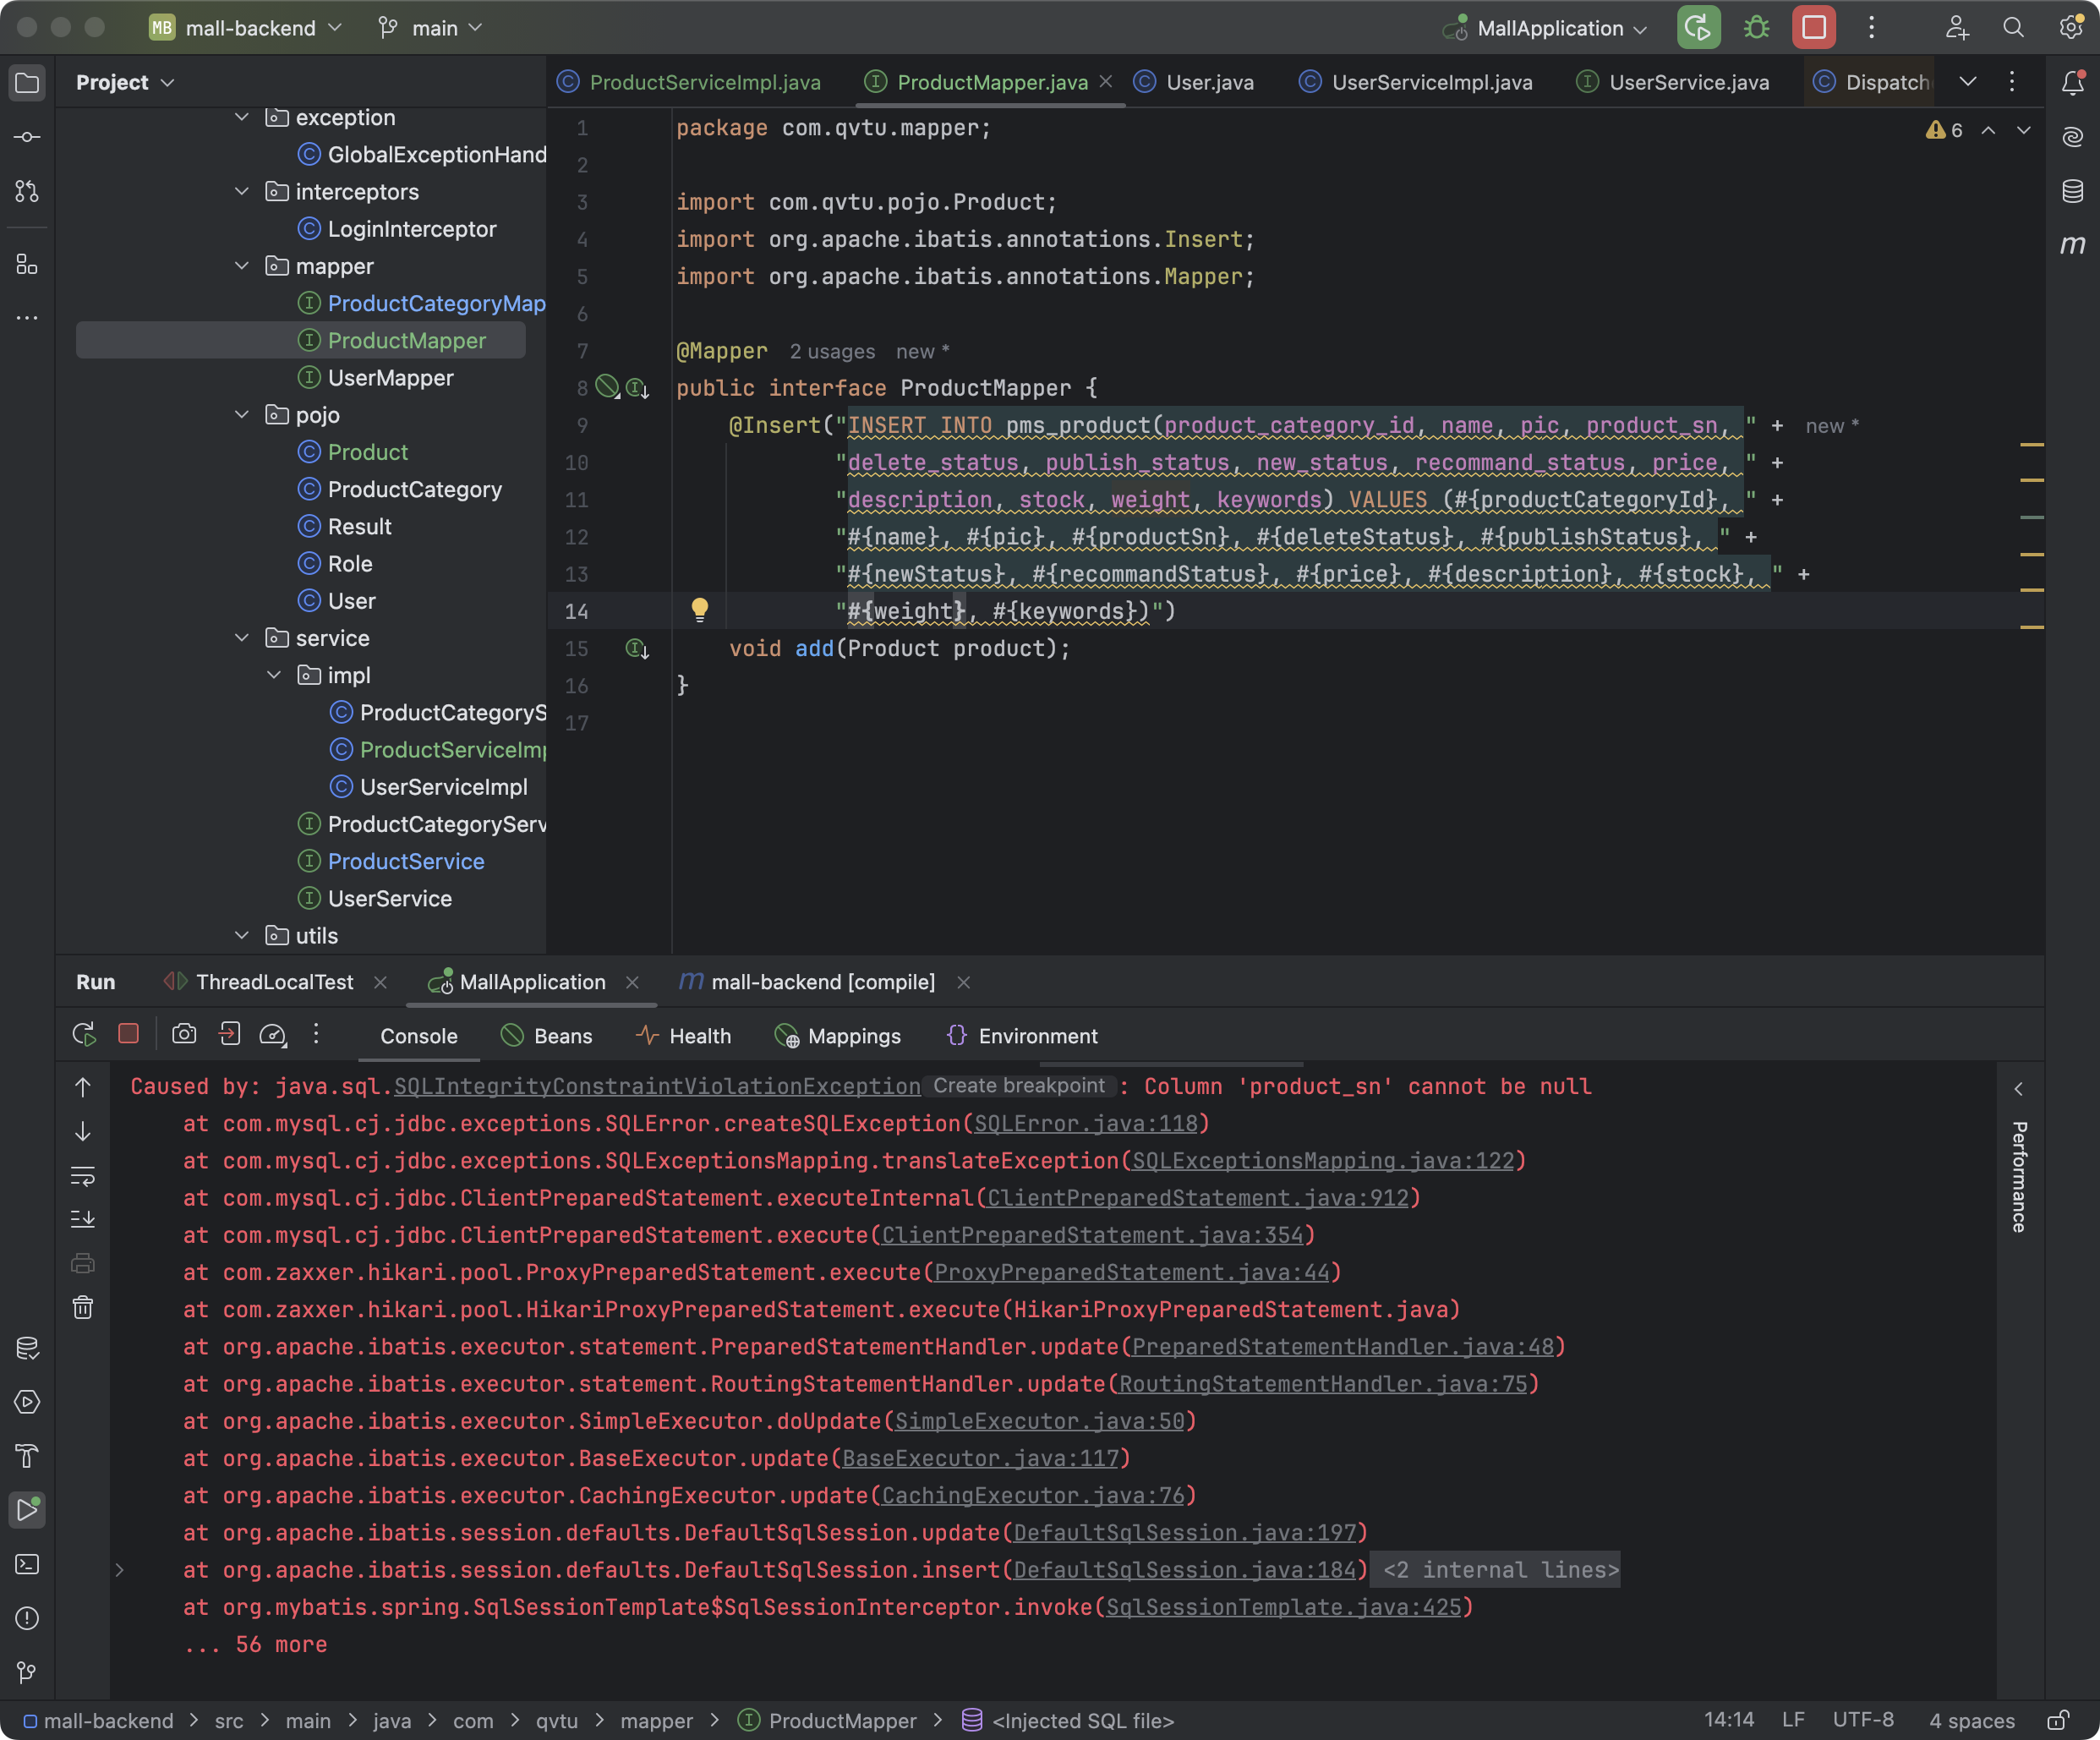 MB mall-backend main MallApplication
Project
exception
GlobalExceptionHand
interceptors
LoginInterceptor
mapper
ProductCategoryMap
ProductMapper
UserMapper
pojo
Product
ProductCategory
Result
Role
User
service
impl
ProductCategoryS
ProductServiceImp
UserServiceImpl
ProductCategoryServ
ProductService
UserService
utils
ProductServiceImpl.java ProductMapper.java User.java UserServiceImpl.java UserService.java Dispatch
6
1 package com.qvtu.mapper;
2
3 import com.qvtu.pojo.Product;
4 import org.apache.ibatis.annotations.Insert;
5 import org.apache.ibatis.annotations.Mapper;
6
7 @Mapper 2 usages new *
8 public interface ProductMapper {
9 @Insert("INSERT INTO pms_product(product_category_id, name, pic, product_sn, " + new *
10 "delete_status, publish_status, new_status, recommand_status, price, " +
11 "description, stock, weight, keywords) VALUES (#{productCategoryId}, " +
12 "#{name}, #{pic}, #{productSn}, #{deleteStatus}, #{publishStatus}, " +
13 "#{newStatus}, #{recommandStatus}, #{price}, #{description}, #{stock}, " +
14 "#{weight}, #{keywords})")
15 void add(Product product);
16 }
17
Run ThreadLocalTest MallApplication m mall-backend [compile]
Console Beans Health Mappings Environment
Caused by: java.sql.SQLIntegrityConstraintViolationException Create breakpoint : Column 'product_sn' cannot be null
at com.mysql.cj.jdbc.exceptions.SQLError.createSQLException(SQLError.java:118)
at com.mysql.cj.jdbc.exceptions.SQLExceptionsMapping.translateException(SQLExceptionsMapping.java:122)
at com.mysql.cj.jdbc.ClientPreparedStatement.executeInternal(ClientPreparedStatement.java:912)
at com.mysql.cj.jdbc.ClientPreparedStatement.execute(ClientPreparedStatement.java:354)
at com.zaxxer.hikari.pool.ProxyPreparedStatement.execute(ProxyPreparedStatement.java:44)
at com.zaxxer.hikari.pool.HikariProxyPreparedStatement.execute(HikariProxyPreparedStatement.java)
at org.apache.ibatis.executor.statement.PreparedStatementHandler.update(PreparedStatementHandler.java:48)
at org.apache.ibatis.executor.statement.RoutingStatementHandler.update(RoutingStatementHandler.java:75)
at org.apache.ibatis.executor.SimpleExecutor.doUpdate(SimpleExecutor.java:50)
at org.apache.ibatis.executor.BaseExecutor.update(BaseExecutor.java:117)
at org.apache.ibatis.executor.CachingExecutor.update(CachingExecutor.java:76)
at org.apache.ibatis.session.defaults.DefaultSqlSession.update(DefaultSqlSession.java:197)
at org.apache.ibatis.session.defaults.DefaultSqlSession.insert(DefaultSqlSession.java:184) <2 internal lines>
at org.mybatis.spring.SqlSessionTemplate$SqlSessionInterceptor.invoke(SqlSessionTemplate.java:425)
... 56 more
Performance
m
mall-backend > src > main > java > com > qvtu > mapper > ProductMapper > <Injected SQL file> 14:14 LF UTF-8 4 spaces